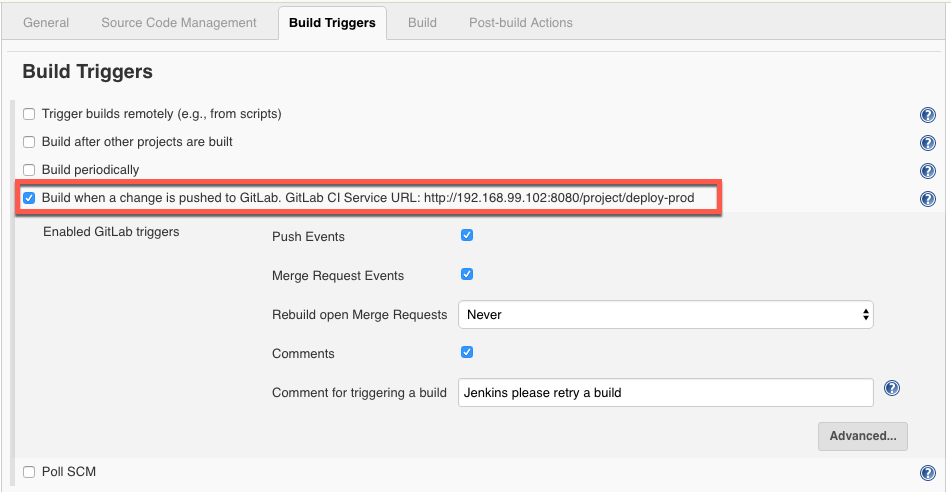 General Source Code Management Build Triggers Build Post-build Actions
Build Triggers
Trigger builds remotely (e.g., from scripts)
Build after other projects are built
Build periodically
Build when a change is pushed to GitLab. GitLab CI Service URL: http://192.168.99.102:8080/project/deploy-prod
Enabled GitLab triggers
Push Events
Merge Request Events
Rebuild open Merge Requests Never
Comments
Comment for triggering a build Jenkins please retry a build
Advanced...
Poll SCM